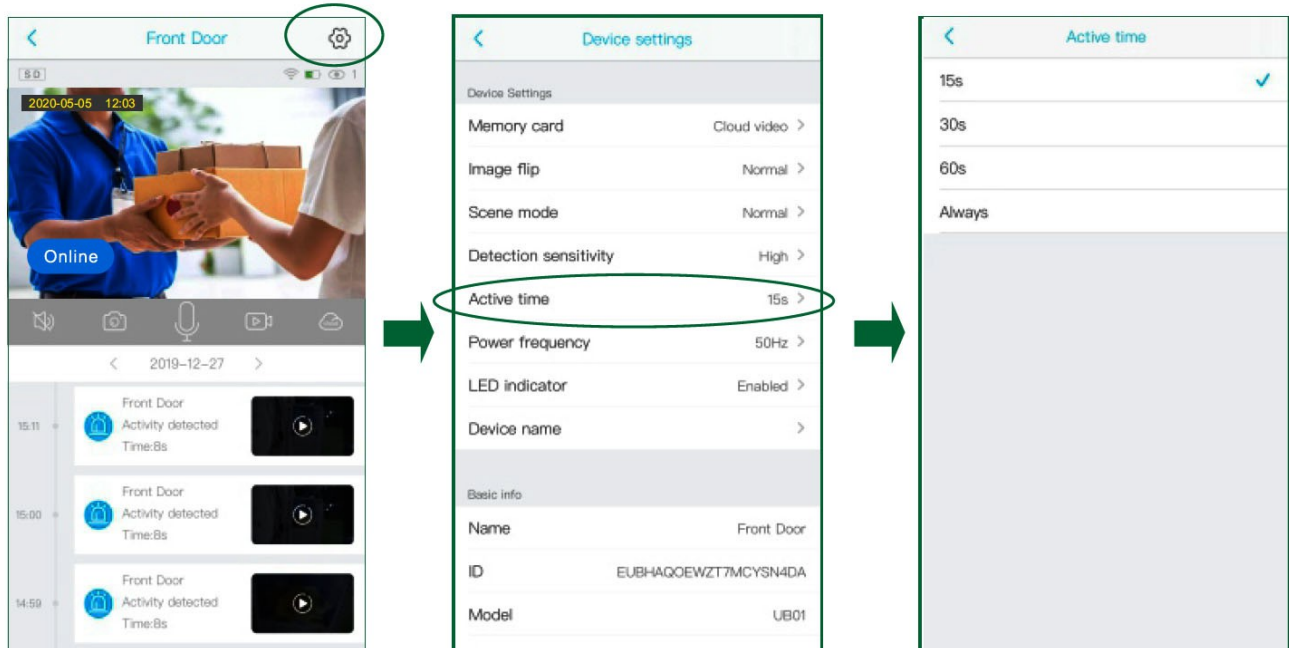 Front Door
SD
1
2020-05-05 12:03
Online
2019-12-27
15:11
Front Door
Activity detected
Time:8s
15:00
Front Door
Activity detected
Time:8s
14:59
Front Door
Activity detected
Time:8s
Device settings
Device Settings
Memory card Cloud video
Image flip Normal
Scene mode Normal
Detection sensitivity High
Active time 15s
Power frequency 50Hz
LED indicator Enabled
Device name
Basic info
Name Front Door
ID EUBHAQOEWZT7MCYSN4DA
Model UB01
Active time
15s
30s
60s
Always